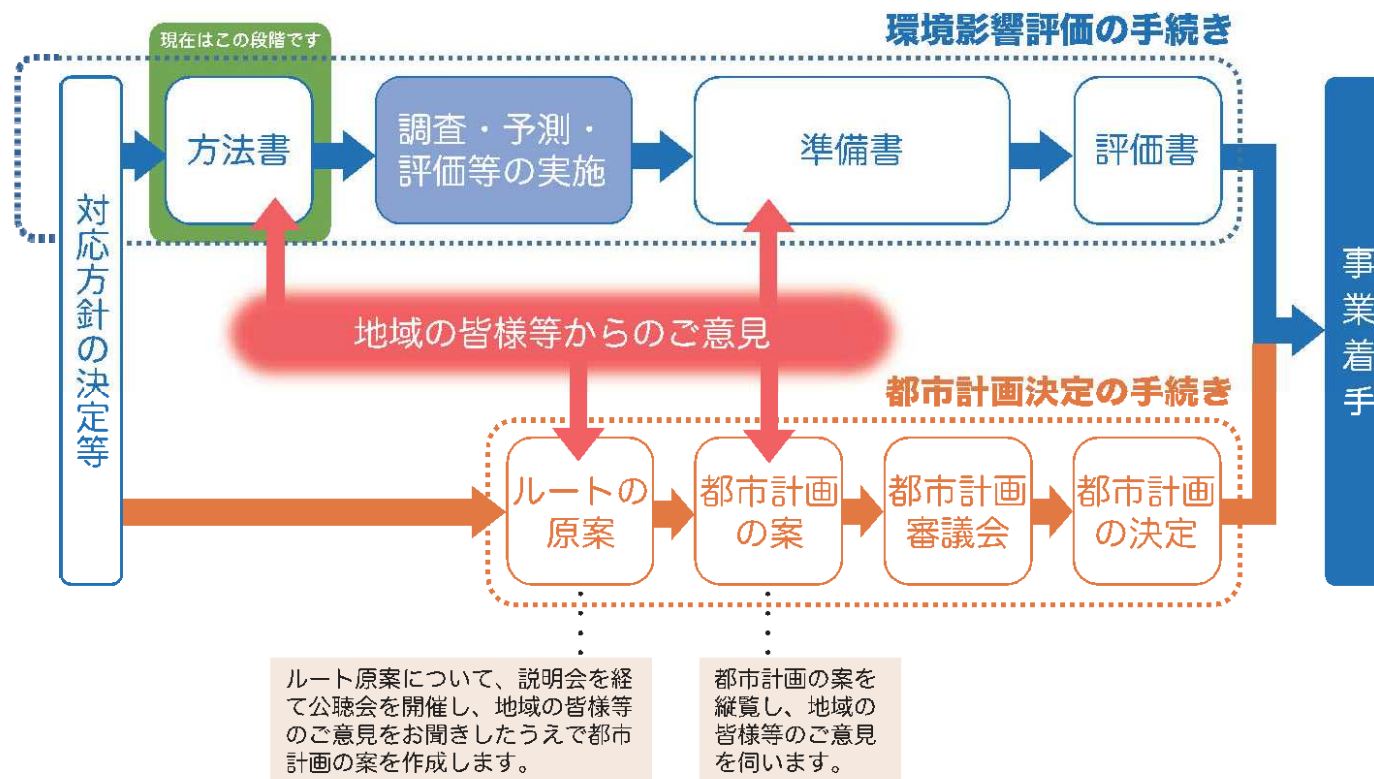 環境影響評価の手続き
現在はこの段階です
対応方針の決定等
方法書
調査・予測・
評価等の実施
準備書
評価書
事業着手
地域の皆様等からのご意見
都市計画決定の手続き
ルートの
原案
都市計画
の案
都市計画
審議会
都市計画
の決定
ルート原案について、説明会を経
て公聴会を開催し、地域の皆様等
のご意見をお聞きしたうえで都市
計画の案を作成します。
都市計画の案を
縦覧し、地域の
皆様等のご意見
を伺います。